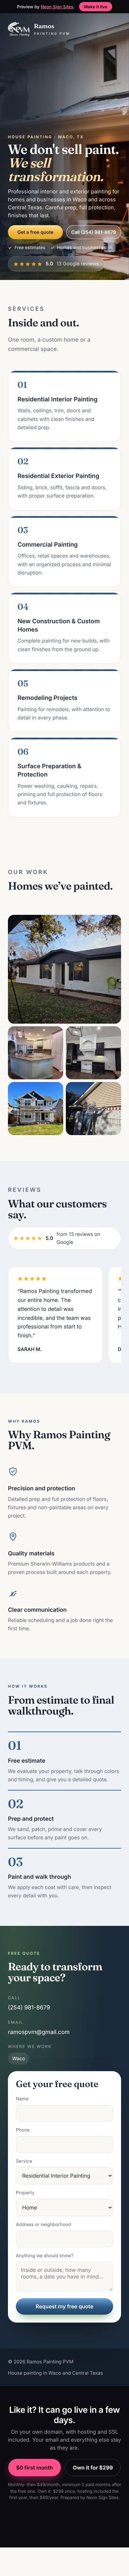 Preview by Neon Sign Sites. Make it live
RPVM Ramos
PAINTING PVM
HOUSE PAINTING · WACO, TX
We don't sell paint.
We sell
transformation.
Professional interior and exterior painting for
homes and businesses in Waco and across
Central Texas. Careful prep, full protection,
finishes that last.
Get a free quote Call (254) 981-8679
Free estimates Homes and businesses
★★★★★ 5.0 13 Google reviews
SERVICES
Inside and out.
One room, a custom home or a
commercial space.
01
Residential Interior Painting
Walls, ceilings, trim, doors and
cabinets with clean finishes and
detailed prep.
02
Residential Exterior Painting
Siding, brick, soffit, fascia and doors,
with proper surface preparation.
03
Commercial Painting
Offices, retail spaces and warehouses,
with an organized process and minimal
disruption.
04
New Construction & Custom
Homes
Complete painting for new builds, with
clean finishes from the ground up.
05
Remodeling Projects
Painting for remodels, with attention to
detail in every phase.
06
Surface Preparation &
Protection
Power washing, caulking, repairs,
priming and full protection of floors
and fixtures.
OUR WORK
Homes we've painted.
REVIEWS
What our customers
say.
★★★★★ 5.0 from 13 reviews on
Google
★★★★★
"Ramos Painting transformed
our entire home. The
attention to detail was
incredible, and the team was
professional from start to
finish."
SARAH M.
WHY RAMOS
Why Ramos Painting
PVM.
Precision and protection
Detailed prep and full protection of floors,
fixtures and non-paintable areas on every
project.
Quality materials
Premium Sherwin-Williams products and a
proven process built around each property.
Clear communication
Reliable scheduling and a job done right the
first time.
HOW IT WORKS
From estimate to final
walkthrough.
01
Free estimate
We evaluate your property, talk through colors
and timing, and give you a detailed quote.
02
Prep and protect
We sand, patch, prime and cover every
surface before any paint goes on.
03
Paint and walk through
We apply each coat with care, then inspect
every detail with you.
FREE QUOTE
Ready to transform
your space?
CALL
(254) 981-8679
EMAIL
ramospvm@gmail.com
WHERE WE WORK
Waco
Get your free quote
Name
Phone
Service
Residential Interior Painting
Property
Home
Address or neighborhood
Anything we should know?
Inside or outside, how many
rooms, a date you have in mind...
Request my free quote
© 2026 Ramos Painting PVM
House painting in Waco and Central Texas
Like it? It can go live in a few
days.
On your own domain, with hosting and SSL
included. Your email and everything else stay
as they are.
$0 first month Own it for $299